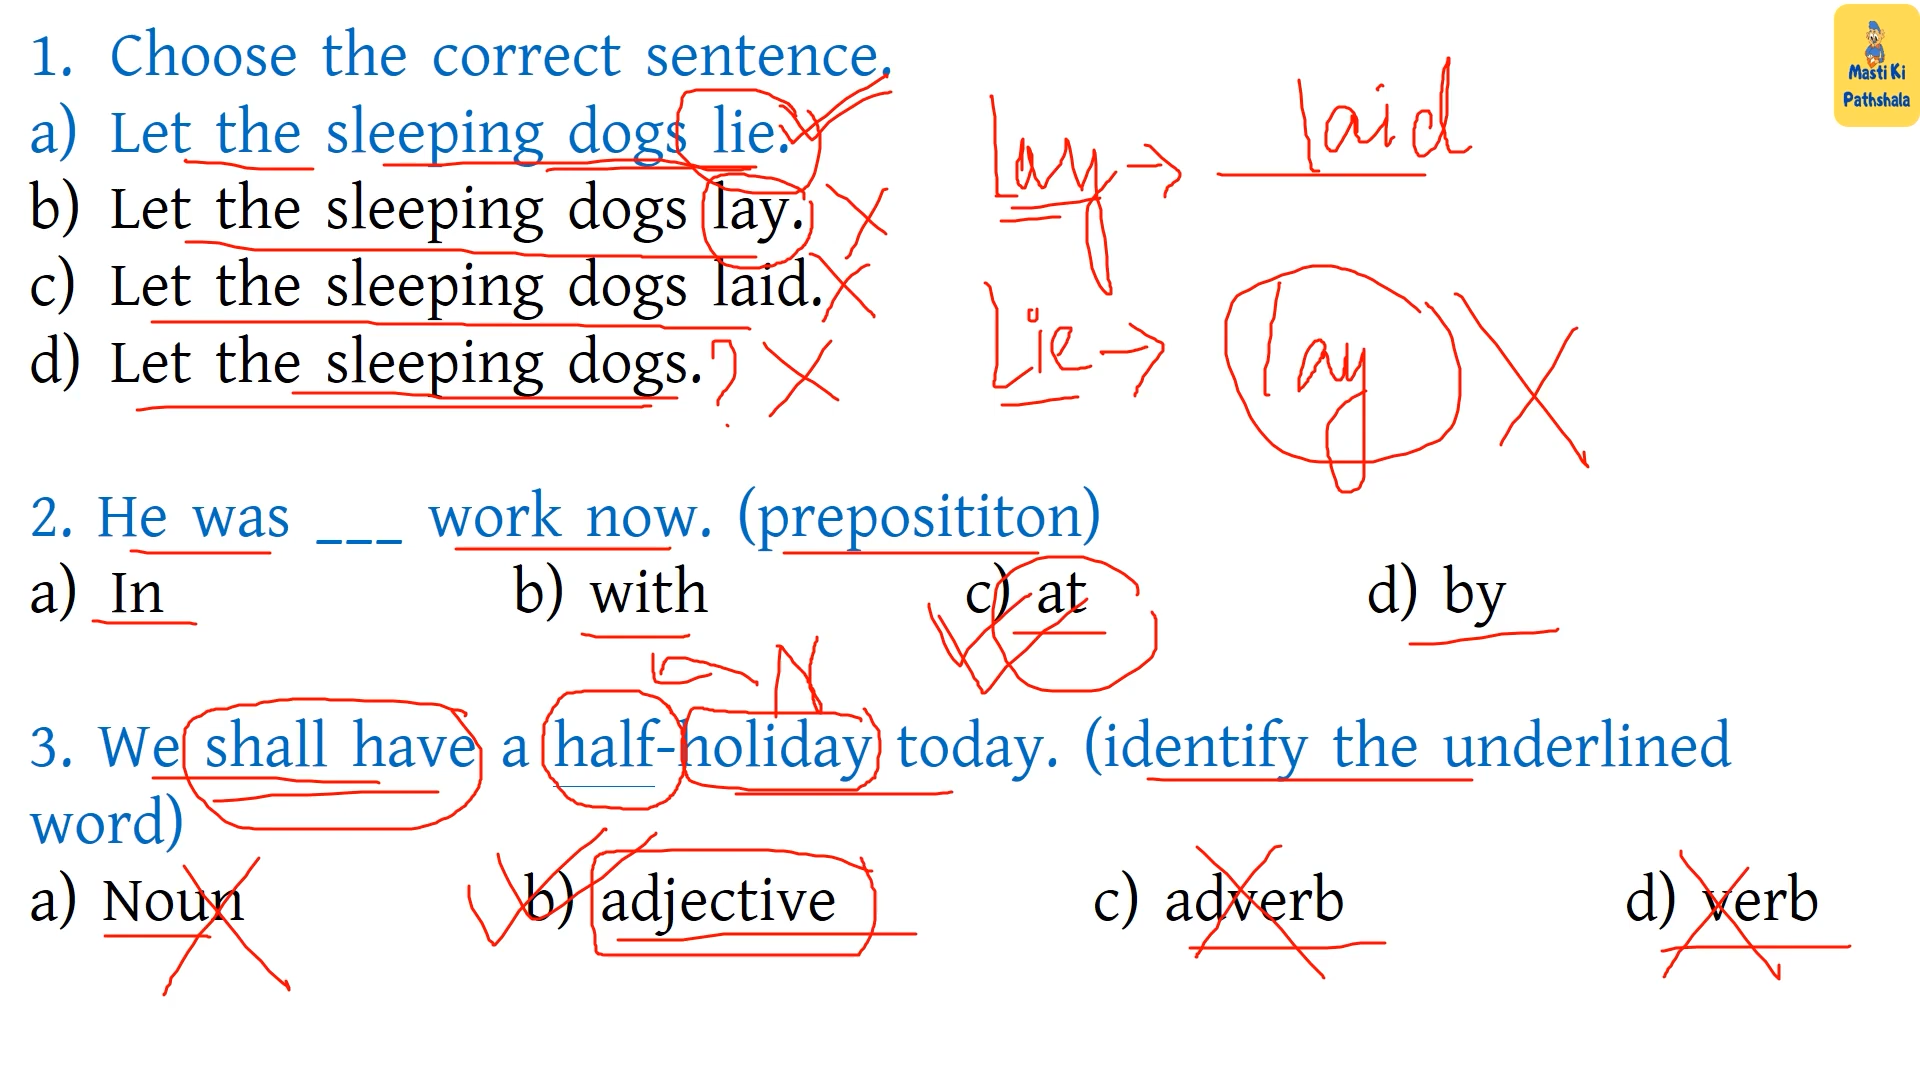 1. Choose the correct sentence.
a) Let the sleeping dogs lie.
b) Let the sleeping dogs lay.
c) Let the sleeping dogs laid.
d) Let the sleeping dogs. ?
Lay → laid
Lie → lay
2. He was ___ work now. (preposititon)
a) In b) with c) at d) by
N
3. We shall have a half-holiday today. (identify the underlined
word)
a) Noun b) adjective c) adverb d) verb
Masti Ki
Pathshala